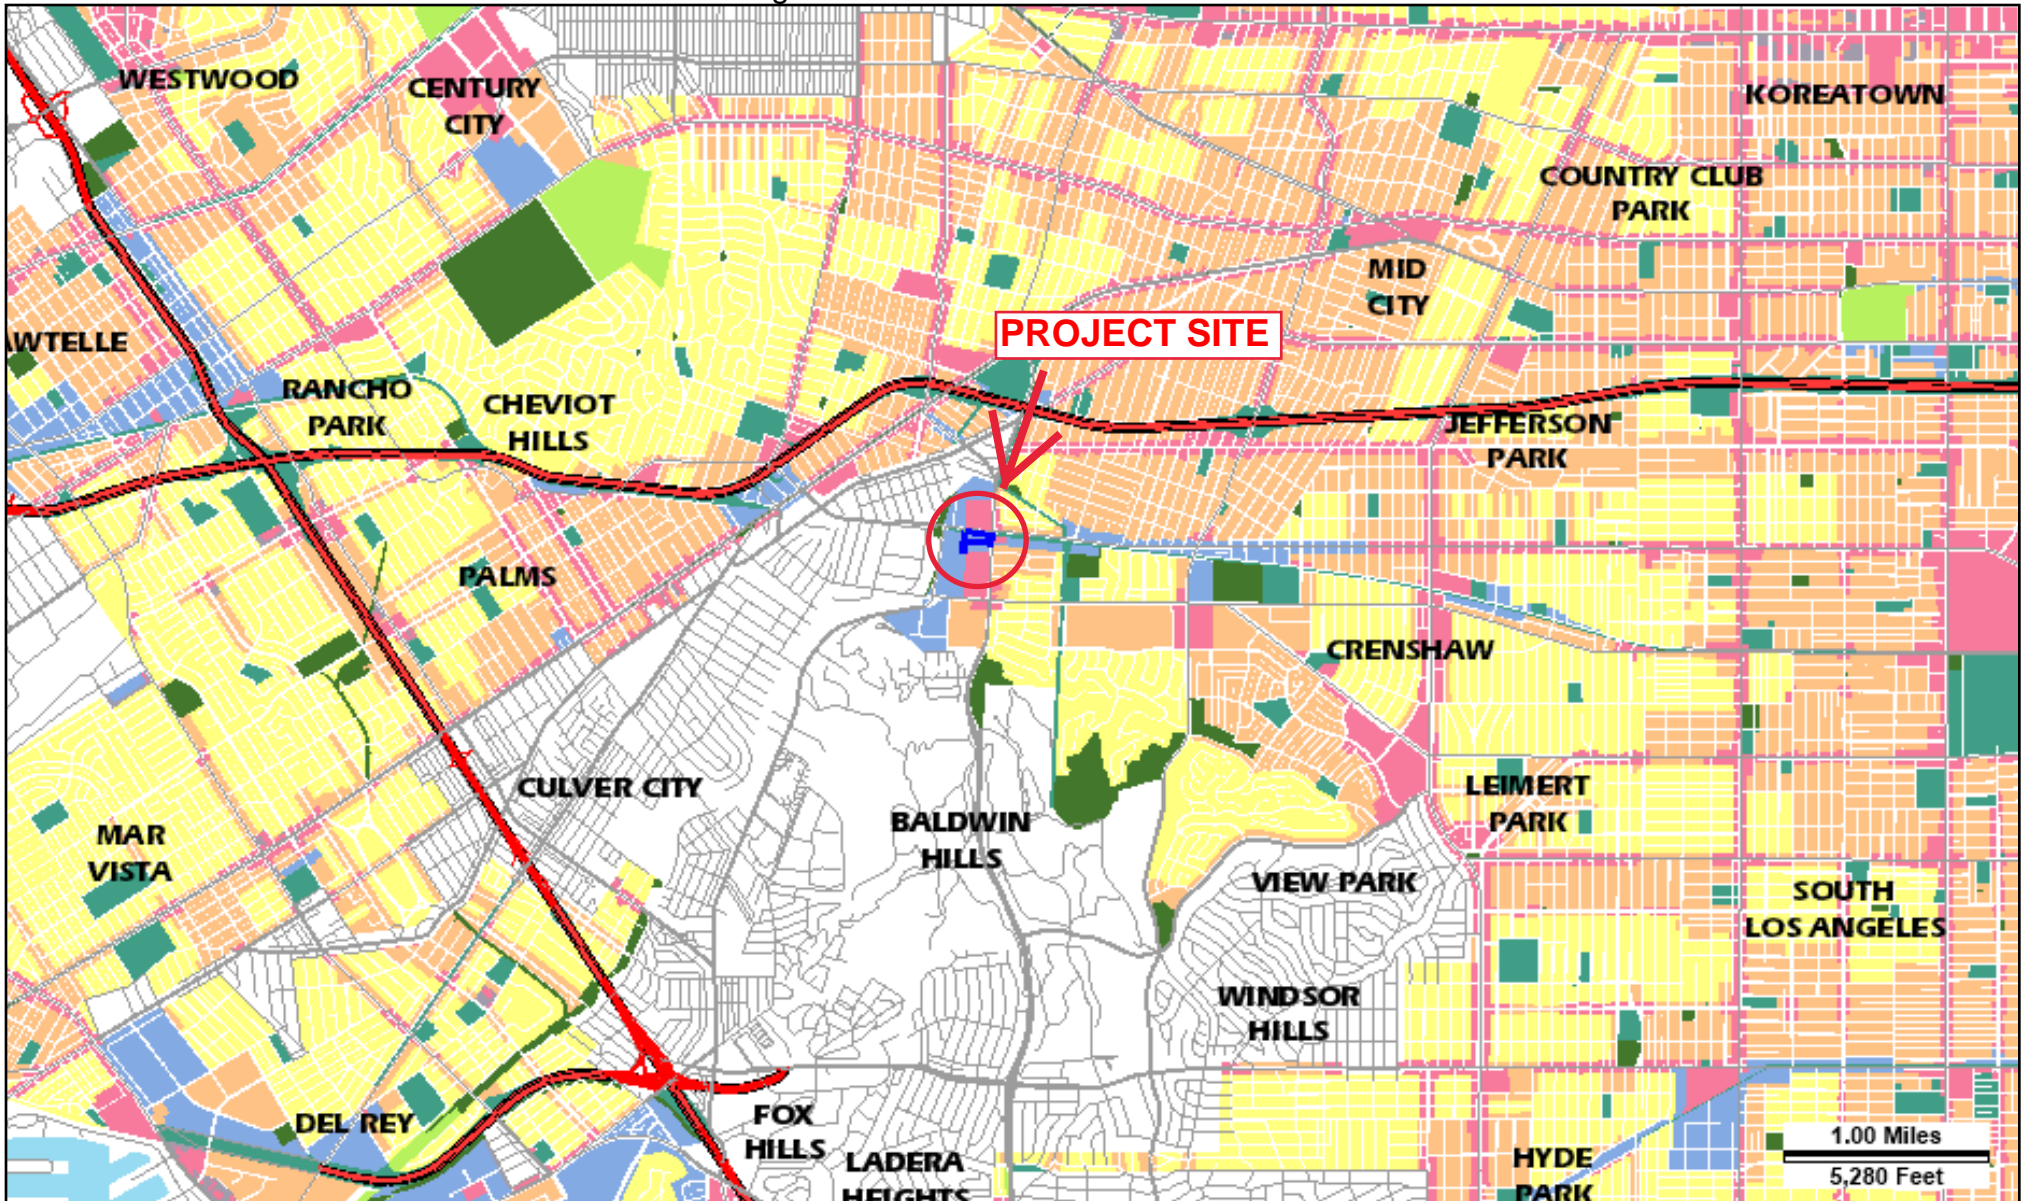 WESTWOOD
CENTURY
CITY
KOREATOWN
COUNTRY CLUB
PARK
MID
CITY
PROJECT SITE
AWTELLE
RANCHO
PARK
CHEVIOT
HILLS
JEFFERSON
PARK
PALMS
CRENSHAW
CULVER CITY
BALDWIN
HILLS
LEIMERT
PARK
MAR
VISTA
VIEW PARK
SOUTH
LOS ANGELES
WINDSOR
HILLS
DEL REY
FOX
HILLS
LADERA
HEIGHTS
HYDE
PARK
1.00 Miles
5,280 Feet